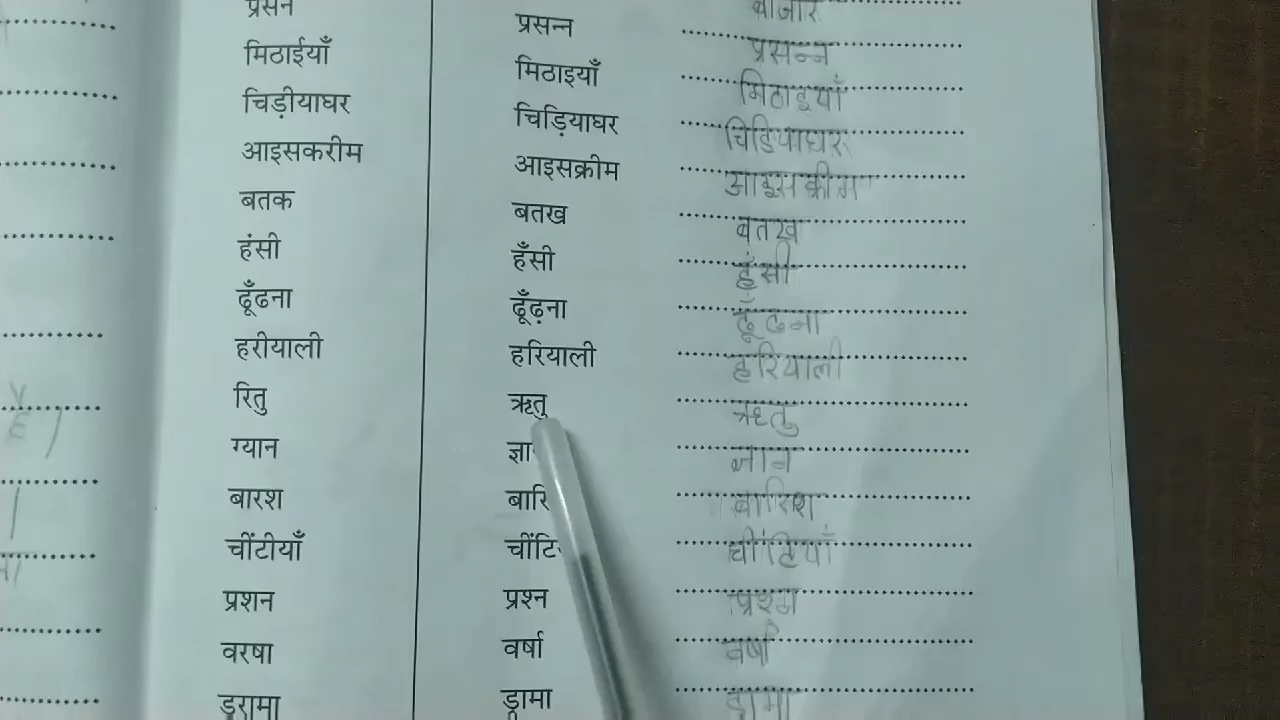 प्रसन प्रसन्न बाजार
मिठाईयाँ मिठाइयाँ प्रसन्न
चिड़ीयाघर चिड़ियाघर मिठाइयाँ
आइसकरीम आइसक्रीम चिडियाघर
बतक बतख आइसक्रीम
हंसी हँसी बतख
ढूँढना ढूँढ़ना हंसी
हरीयाली हरियाली ढूँढना
रितु ऋतु हरियाली
ग्यान ज्ञा ऋतु
बारश बारि ज्ञान
चींटीयाँ चींटि बारिश
प्रशन प्रश्न चींटियाँ
वरषा वर्षा प्रश्न
डरामा ड्रामा वर्षा
ड्रामा